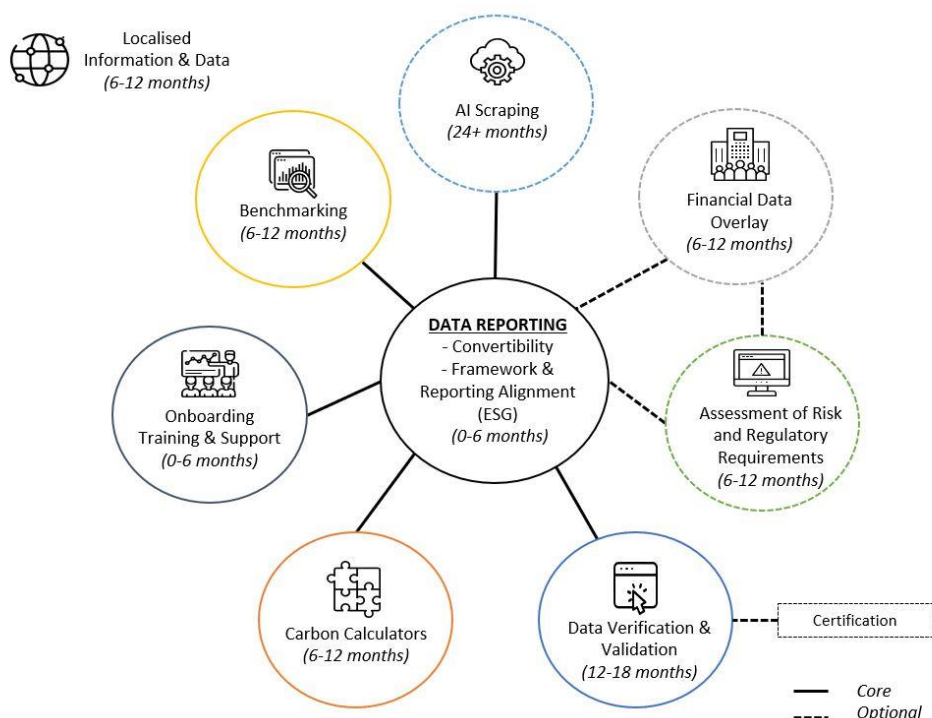 Localised
Information & Data
(6-12 months)
AI Scraping
(24+ months)
Benchmarking
(6-12 months)
Financial Data
Overlay
(6-12 months)
DATA REPORTING
- Convertibility
- Framework &
Reporting Alignment
(ESG)
(0-6 months)
Onboarding
Training & Support
(0-6 months)
Assessment of Risk
and Regulatory
Requirements
(6-12 months)
Carbon Calculators
(6-12 months)
Data Verification &
Validation
(12-18 months)
Certification
Core
Optional